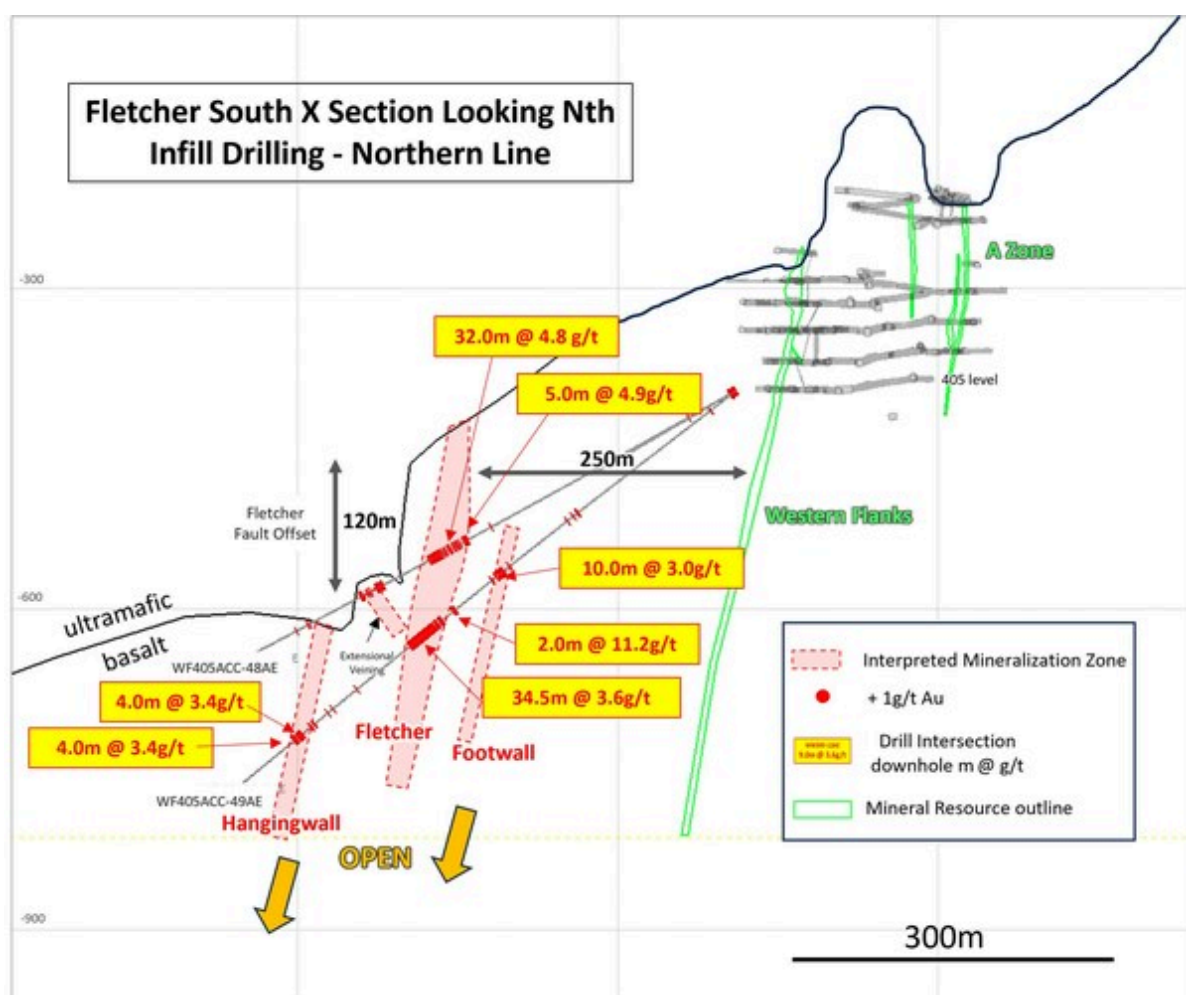 Fletcher South X Section Looking Nth
Infill Drilling - Northern Line
A Zone
-300
32.0m @ 4.8 g/t
405 level
5.0m @ 4.9g/t
250m
Fletcher
Fault Offset
120m
Western Flanks
10.0m @ 3.0g/t
-600
ultramafic
basalt
2.0m @ 11.2g/t
Extensional
Veining
WF405ACC-48AE
34.5m @ 3.6g/t
4.0m @ 3.4g/t
4.0m @ 3.4g/t
Fletcher
Footwall
WF405ACC-49AE
Hangingwall
OPEN
Interpreted Mineralization Zone
+ 1g/t Au
Drill Intersection
downhole m @ g/t
Mineral Resource outline
-900
300m